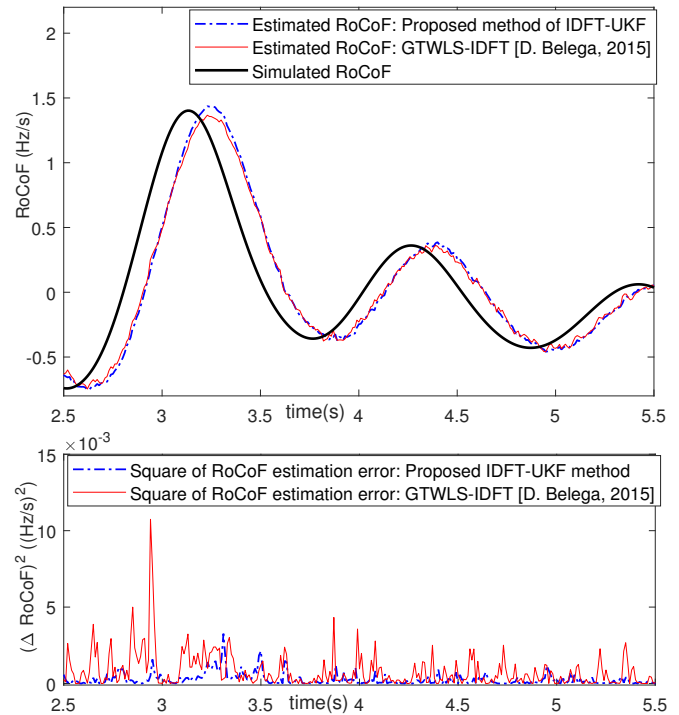 Estimated RoCoF: Proposed method of IDFT-UKF
Estimated RoCoF: GTWLS-IDFT [D. Belega, 2015]
Simulated RoCoF
RoCoF (Hz/s)
2
1.5
1
0.5
0
-0.5
2.5 3 3.5 4 4.5 5 5.5
time(s)
×10^-3
Square of RoCoF estimation error: Proposed IDFT-UKF method
Square of RoCoF estimation error: GTWLS-IDFT [D. Belega, 2015]
(Δ RoCoF)^2 ((Hz/s)^2)
15
10
5
0
2.5 3 3.5 4 4.5 5 5.5
time(s)